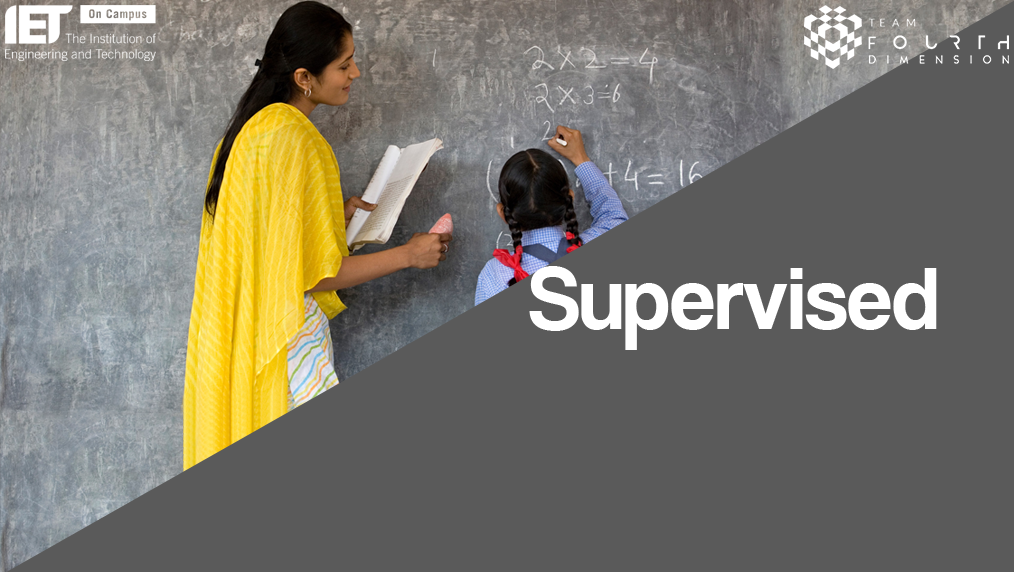 IET On Campus
The Institution of
Engineering and Technology
TEAM
FOURTH
DIMENSION
2 x 2 = 4
2 x 3 = 6
2
+ 4 = 16
Supervised